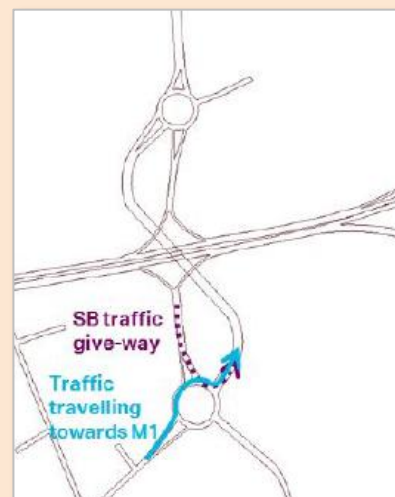 SB traffic
give-way
Traffic
travelling
towards M1